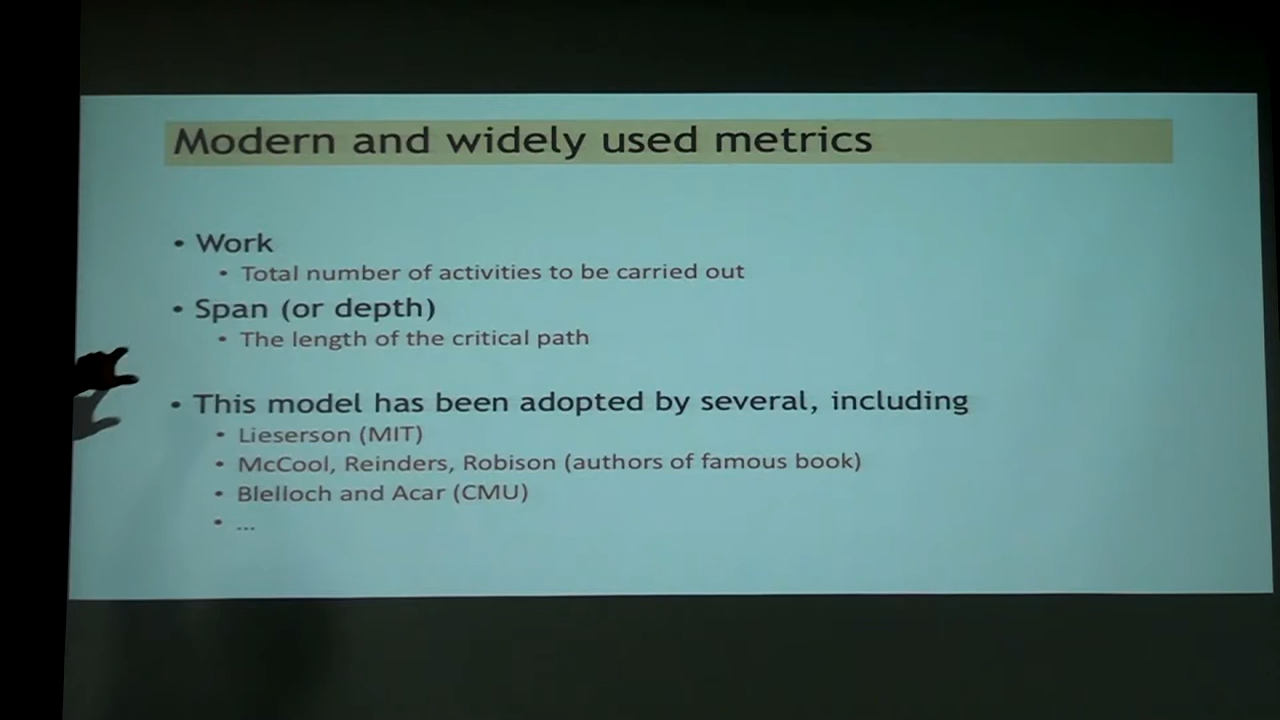 Modern and widely used metrics
• Work
• Total number of activities to be carried out
• Span (or depth)
• The length of the critical path
• This model has been adopted by several, including
• Lieserson (MIT)
• McCool, Reinders, Robison (authors of famous book)
• Blelloch and Acar (CMU)
• ...